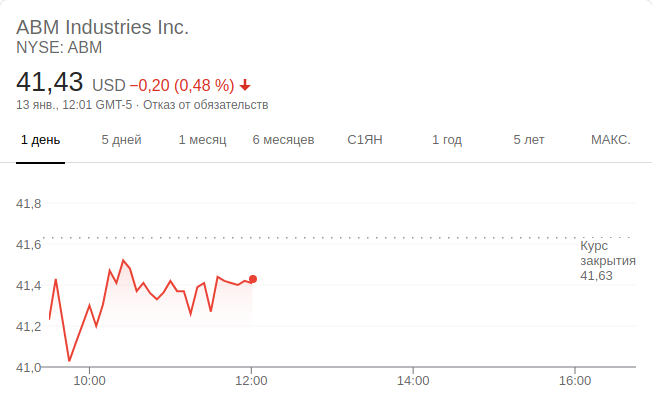 ABM Industries Inc.
NYSE: ABM
41,43 USD −0,20 (0,48 %)
13 янв., 12:01 GMT-5 · Отказ от обязательств
1 день 5 дней 1 месяц 6 месяцев С1ЯН 1 год 5 лет МАКС.
41,8
41,6
41,4
41,2
41,0
Курс
закрытия
41,63
10:00 12:00 14:00 16:00